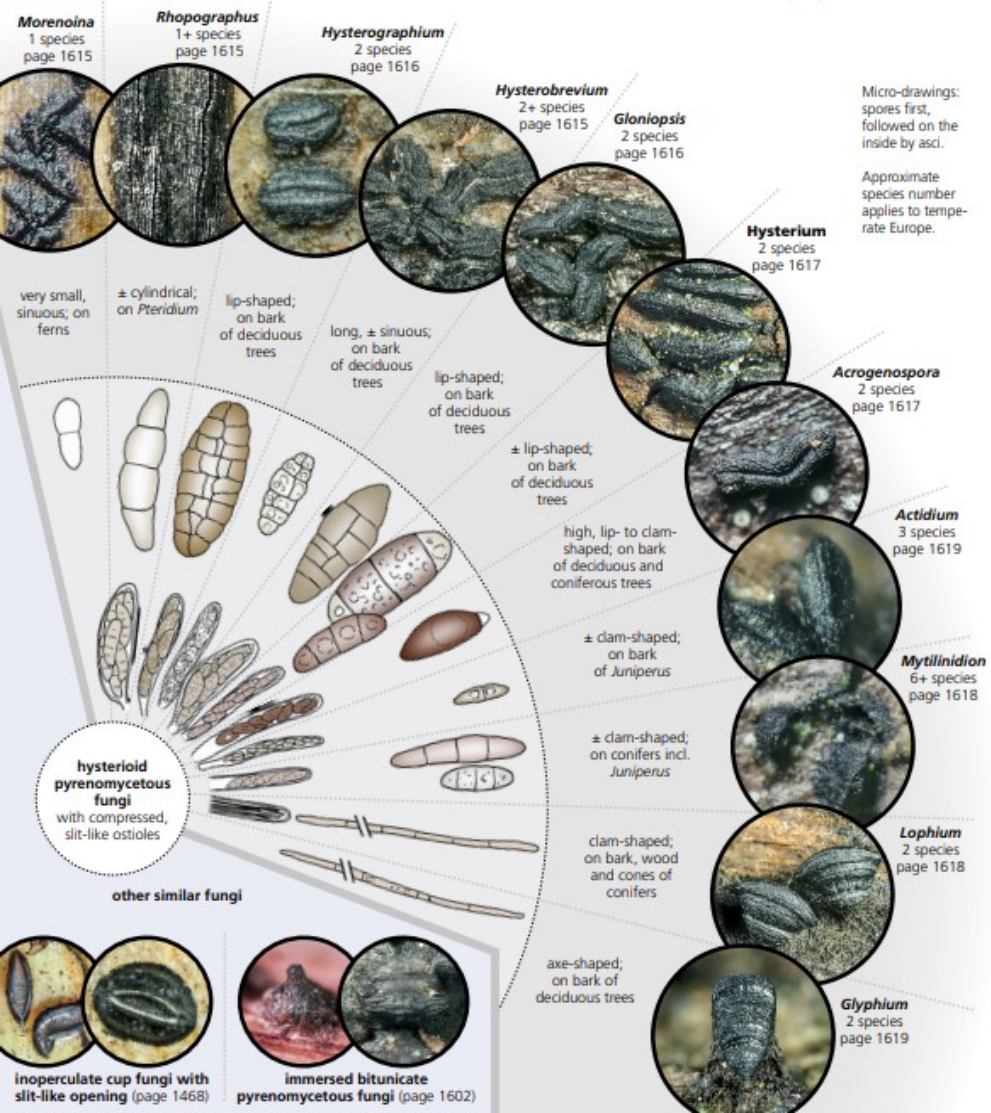 Morenoina
1 species
page 1615
Rhopographus
1+ species
page 1615
Hysterographium
2 species
page 1616
Hysterobrevium
2+ species
page 1615
Gloniopsis
2 species
page 1616
Micro-drawings:
spores first,
followed on the
inside by asci.
Approximate
species number
applies to tempe-
rate Europe.
Hysterium
2 species
page 1617
Acrogenospora
2 species
page 1617
Actidium
3 species
page 1619
Mytilinidion
6+ species
page 1618
Lophium
2 species
page 1618
Glyphium
2 species
page 1619
very small,
sinuous; on
ferns
± cylindrical;
on Pteridium
lip-shaped;
on bark
of deciduous
trees
long, ± sinuous;
on bark
of deciduous
trees
lip-shaped;
on bark
of deciduous
trees
± lip-shaped;
on bark
of deciduous
trees
high, lip- to clam-
shaped; on bark
of deciduous and
coniferous trees
± clam-shaped;
on bark
of Juniperus
± clam-shaped;
on conifers incl.
Juniperus
clam-shaped;
on bark, wood
and cones of
conifers
axe-shaped;
on bark of
deciduous trees
hysterioid
pyrenomycetous
fungi
with compressed,
slit-like ostioles
other similar fungi
inoperculate cup fungi with
slit-like opening (page 1468)
immersed bitunicate
pyrenomycetous fungi (page 1602)